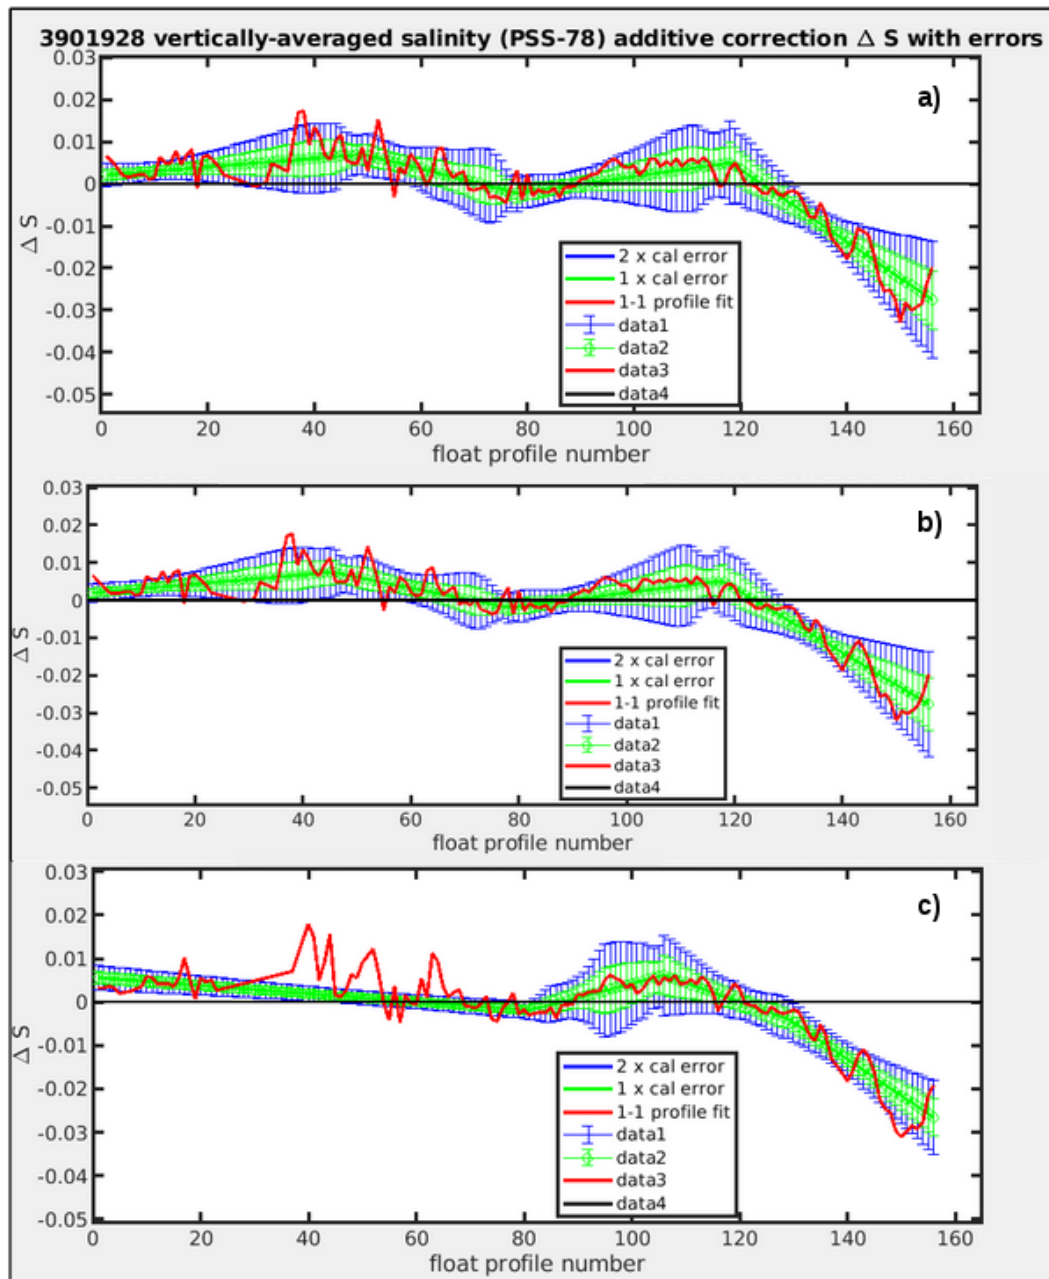 3901928 vertically-averaged salinity (PSS-78) additive correction Δ S with errors
a)
0.03
0.02
0.01
0
-0.01
-0.02
-0.03
-0.04
-0.05
Δ S
2 x cal error
1 x cal error
1-1 profile fit
data1
data2
data3
data4
0 20 40 60 80 100 120 140 160
float profile number
b)
0.03
0.02
0.01
0
-0.01
-0.02
-0.03
-0.04
-0.05
Δ S
2 x cal error
1 x cal error
1-1 profile fit
data1
data2
data3
data4
0 20 40 60 80 100 120 140 160
float profile number
c)
0.03
0.02
0.01
0
-0.01
-0.02
-0.03
-0.04
-0.05
Δ S
2 x cal error
1 x cal error
1-1 profile fit
data1
data2
data3
data4
0 20 40 60 80 100 120 140 160
float profile number